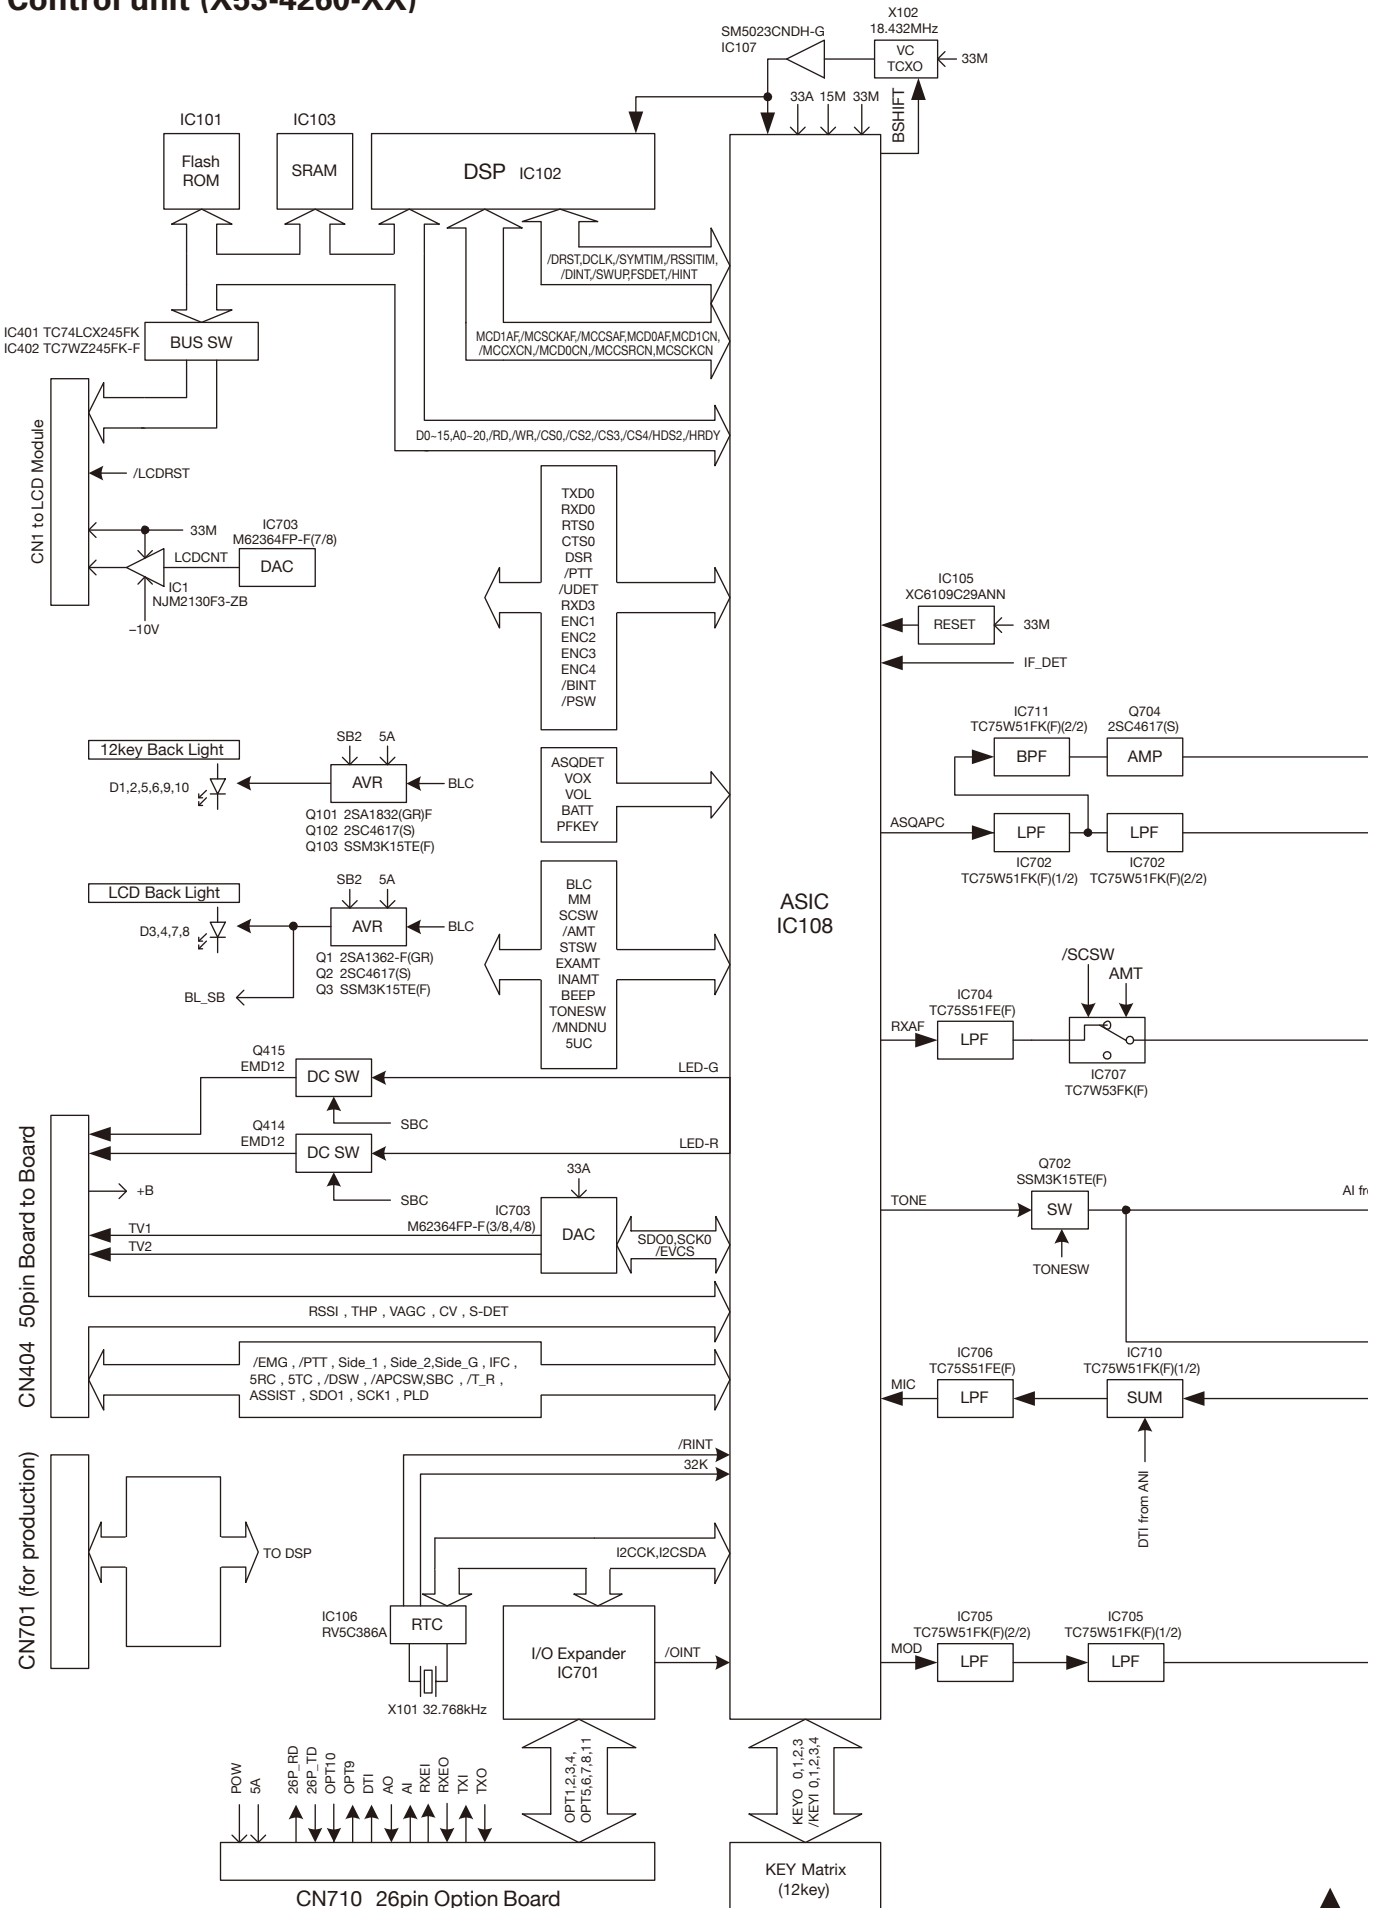 Control unit (X53-4260-XX)
X102
18.432MHz
SM5023CNDH-G
IC107
VC
TCXO
33M
33A 15M 33M
BSHIFT
IC101
IC103
Flash
ROM
SRAM
DSP IC102
/DRST,DCLK,/SYMTIM,/RSSITIM,
/DINT,/SWUP,FSDET,/HINT
IC401 TC74LCX245FK
IC402 TC7WZ245FK-F
BUS SW
MCD1AF,/MCSCKAF,/MCCSAF,MCD0AF,MCD1CN,
/MCCXCN,/MCD0CN,/MCCSRCN,MCSCKCN
D0~15,A0~20,/RD,/WR,/CS0,/CS2,/CS3,/CS4/HDS2,/HRDY
CN1 to LCD Module
/LCDRST
33M
IC703
M62364FP-F(7/8)
LCDCNT
DAC
IC1
NJM2130F3-ZB
–10V
TXD0
RXD0
RTS0
CTS0
DSR
/PTT
/UDET
RXD3
ENC1
ENC2
ENC3
ENC4
/BINT
/PSW
IC105
XC6109C29ANN
RESET
33M
IF_DET
IC711
TC75W51FK(F)(2/2)
Q704
2SC4617(S)
BPF
AMP
12key Back Light
SB2 5A
D1,2,5,6,9,10
AVR
BLC
Q101 2SA1832(GR)F
Q102 2SC4617(S)
Q103 SSM3K15TE(F)
ASQDET
VOX
VOL
BATT
PFKEY
ASQAPC
LPF
LPF
IC702
TC75W51FK(F)(1/2)
IC702
TC75W51FK(F)(2/2)
LCD Back Light
SB2 5A
D3,4,7,8
AVR
BLC
Q1 2SA1362-F(GR)
Q2 2SC4617(S)
Q3 SSM3K15TE(F)
BL_SB
BLC
MM
SCSW
/AMT
STSW
EXAMT
INAMT
BEEP
TONESW
/MNDNU
5UC
ASIC
IC108
/SCSW
AMT
IC704
TC75S51FE(F)
RXAF
LPF
IC707
TC7W53FK(F)
Q415
EMD12
DC SW
LED-G
SBC
Q414
EMD12
DC SW
LED-R
SBC
CN404 50pin Board to Board
+B
33A
IC703
M62364FP-F(3/8,4/8)
TV1
TV2
DAC
SDO0,SCK0
/EVCS
Q702
SSM3K15TE(F)
TONE
SW
TONESW
AI fr
RSSI , THP , VAGC , CV , S-DET
/EMG , /PTT , Side_1 , Side_2,Side_G , IFC ,
5RC , 5TC , /DSW , /APCSW,SBC , /T_R ,
ASSIST , SDO1 , SCK1 , PLD
IC706
TC75S51FE(F)
IC710
TC75W51FK(F)(1/2)
MIC
LPF
SUM
DTI from ANI
/RINT
32K
CN701 (for production)
TO DSP
I2CCK,I2CSDA
IC106
RV5C386A
RTC
X101 32.768kHz
I/O Expander
IC701
/OINT
IC705
TC75W51FK(F)(2/2)
IC705
TC75W51FK(F)(1/2)
MOD
LPF
LPF
POW
5A
26P_RD
26P_TD
OPT10
OPT9
DTI
AO
AI
RXEI
RXEO
TXI
TXO
OPT1,2,3,4,
OPT5,6,7,8,11
KEYO 0,1,2,3
/KEYI 0,1,2,3,4
CN710 26pin Option Board
KEY Matrix
(12key)